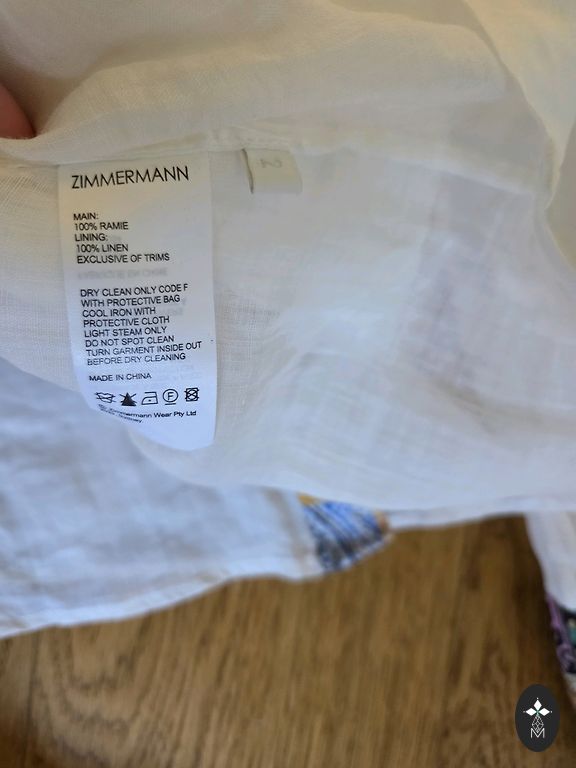 ZIMMERMANN
MAIN:
100% RAMIE
LINING:
100% LINEN
EXCLUSIVE OF TRIMS
DRY CLEAN ONLY CODE F
WITH PROTECTIVE BAG
COOL IRON WITH
PROTECTIVE CLOTH
LIGHT STEAM ONLY
DO NOT SPOT CLEAN
TURN GARMENT INSIDE OUT
BEFORE DRY CLEANING
MADE IN CHINA
Zimmermann Wear Pty Ltd
Sydney
M